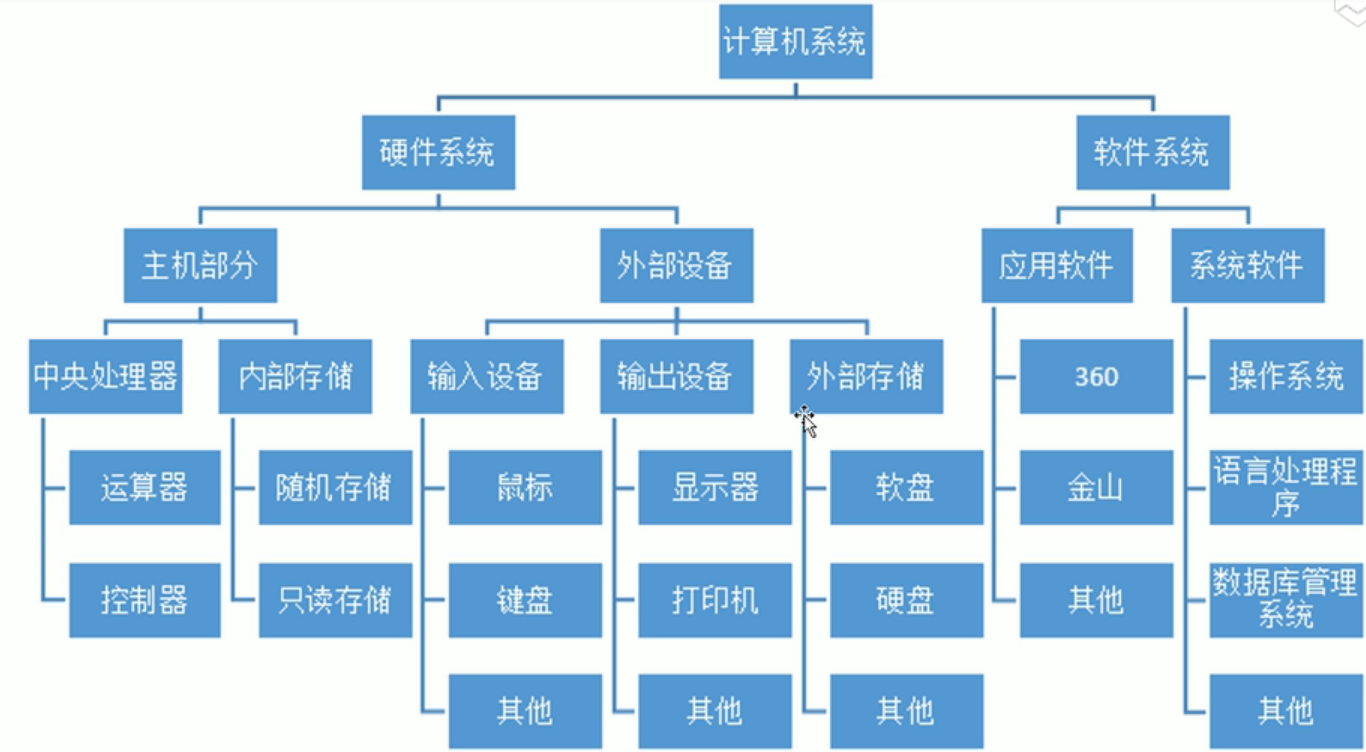 计算机系统
硬件系统
软件系统
主机部分
外部设备
应用软件
系统软件
中央处理器
内部存储
输入设备
输出设备
外部存储
360
操作系统
运算器
随机存储
鼠标
显示器
软盘
金山
语言处理程
序
控制器
只读存储
键盘
打印机
硬盘
其他
数据库管理
系统
其他
其他
其他
其他